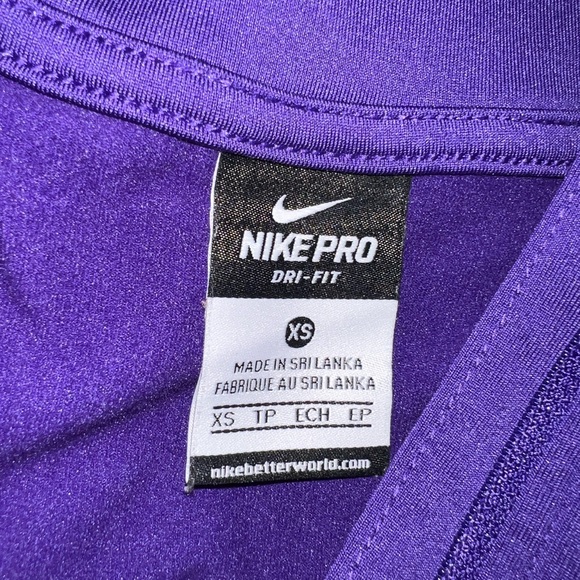 NIKE PRO
DRI-FIT
XS
MADE IN SRI LANKA
FABRIQUE AU SRI LANKA
XS TP ECH EP
nikebetterworld.com